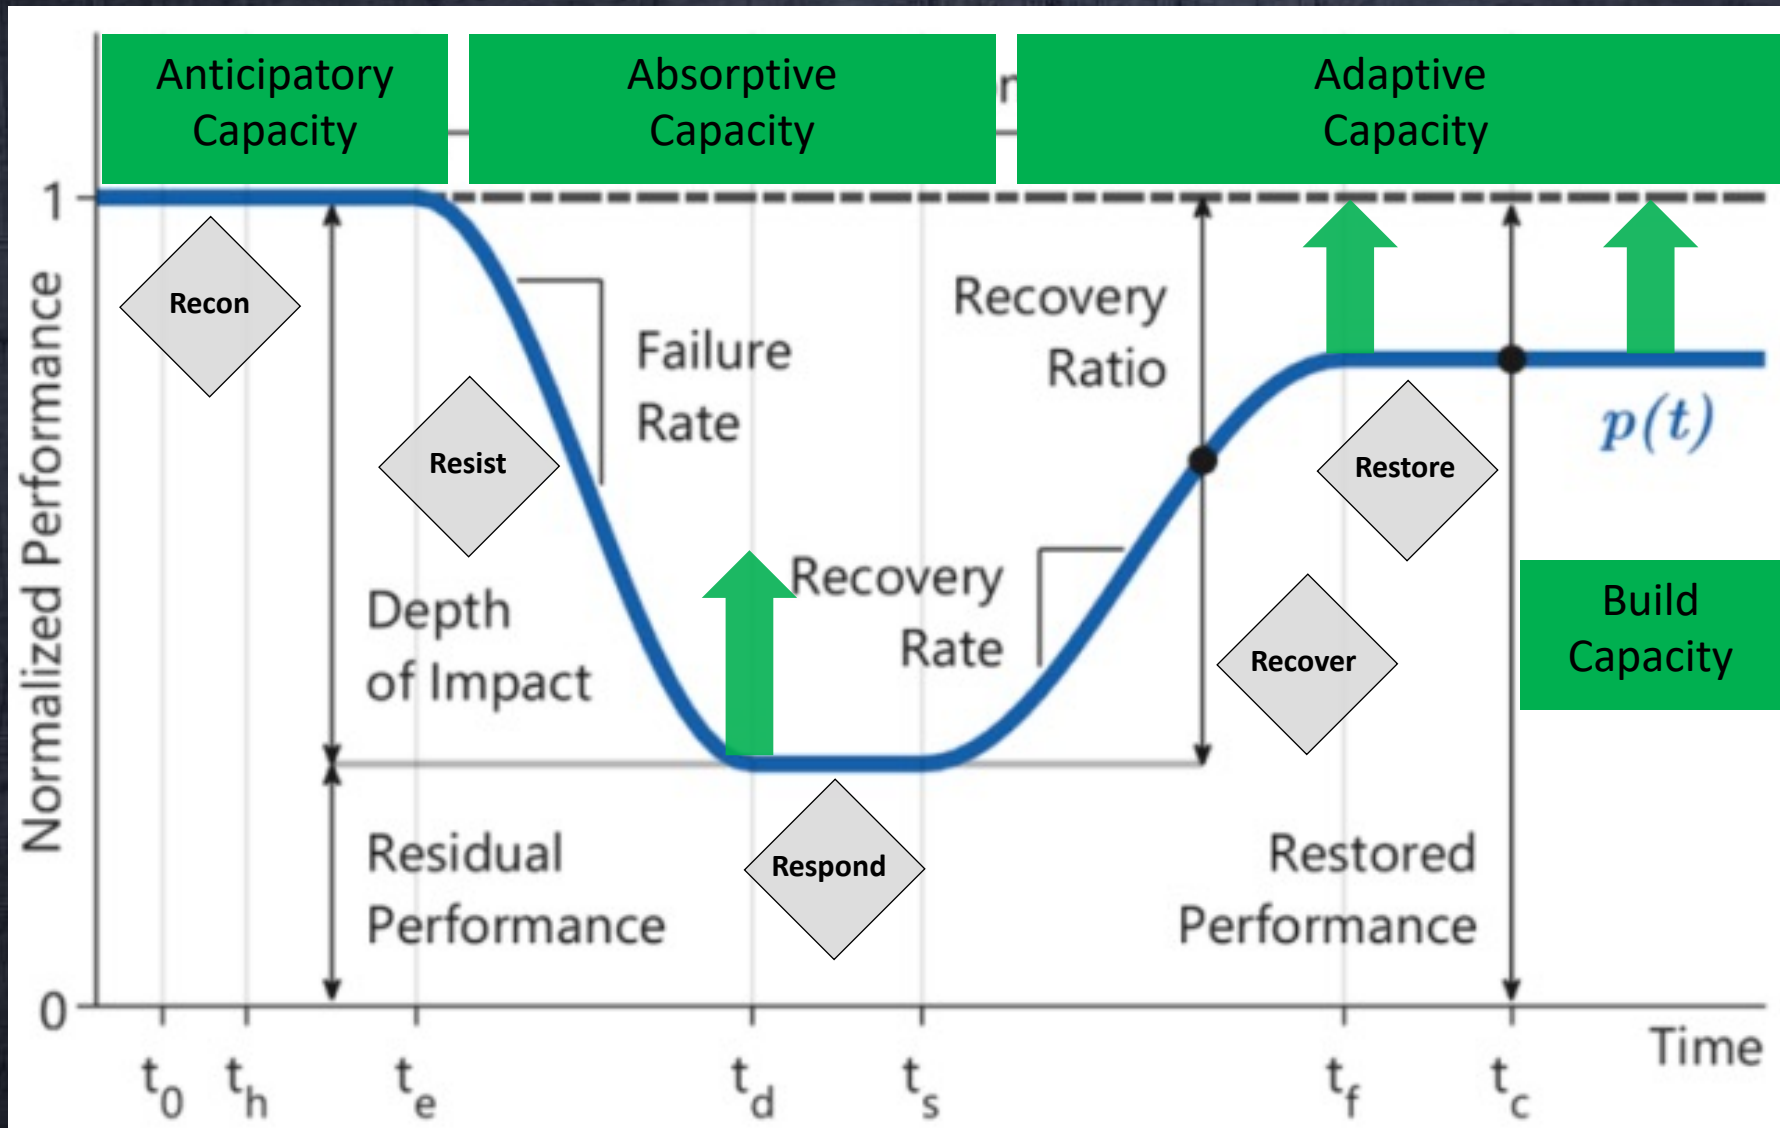 Anticipatory
Capacity
Absorptive
Capacity
Adaptive
Capacity
1
Recon
Failure
Rate
Recovery
Ratio
Resist
Restore
p(t)
Normalized Performance
Depth
of Impact
Recovery
Rate
Recover
Build
Capacity
Residual
Performance
Respond
Restored
Performance
0
Time
t0
th
te
td
ts
tf
tc